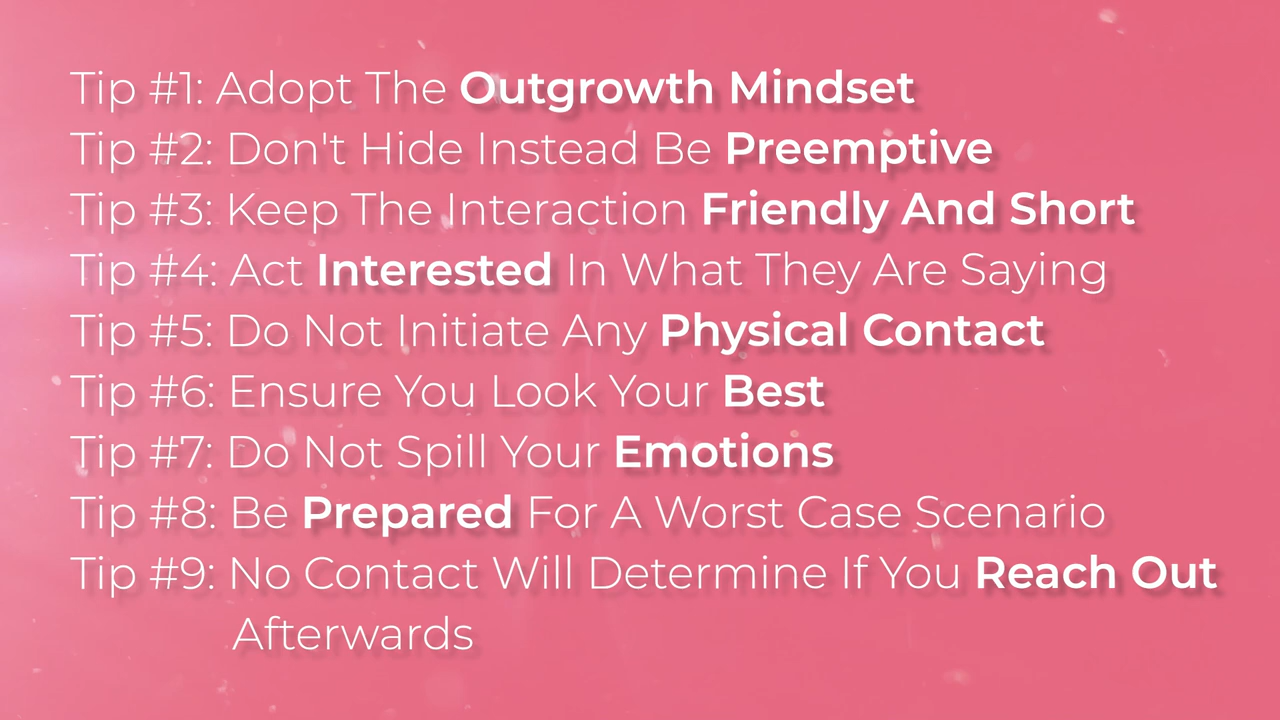 Tip #1: Adopt The Outgrowth Mindset
Tip #2: Don't Hide Instead Be Preemptive
Tip #3: Keep The Interaction Friendly And Short
Tip #4: Act Interested In What They Are Saying
Tip #5: Do Not Initiate Any Physical Contact
Tip #6: Ensure You Look Your Best
Tip #7: Do Not Spill Your Emotions
Tip #8: Be Prepared For A Worst Case Scenario
Tip #9: No Contact Will Determine If You Reach Out
Afterwards